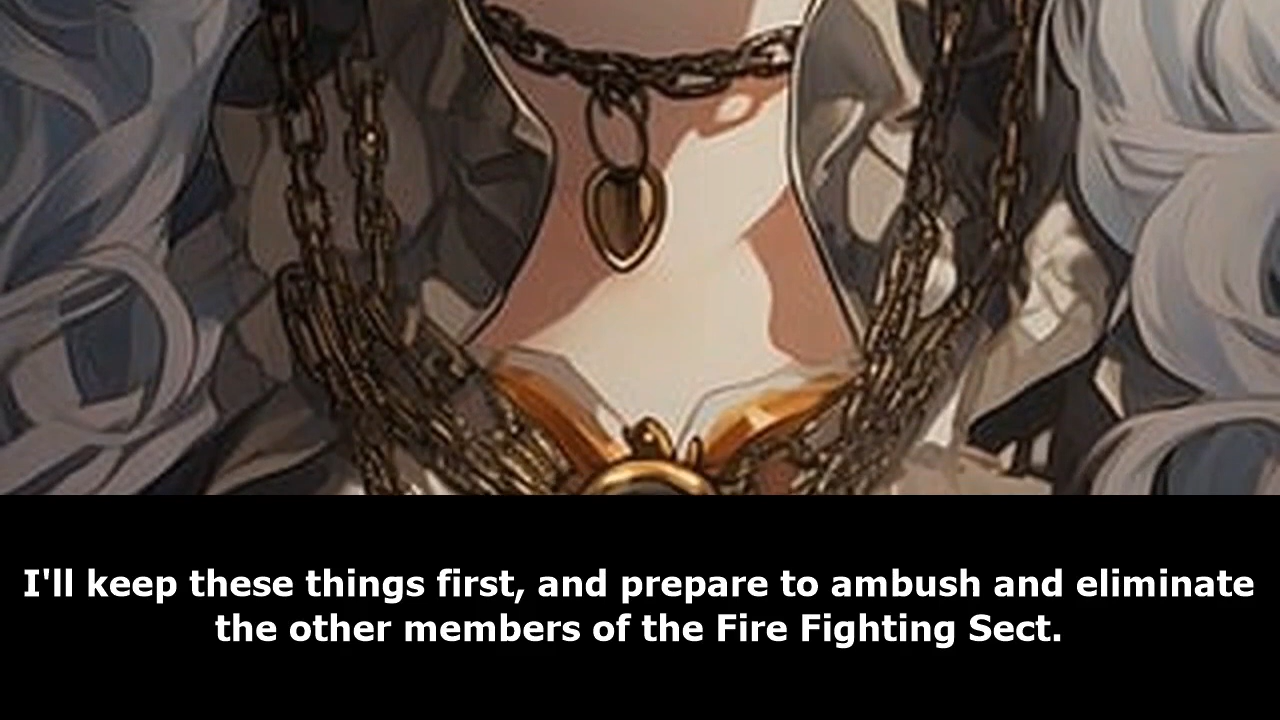 I'll keep these things first, and prepare to ambush and eliminate
the other members of the Fire Fighting Sect.